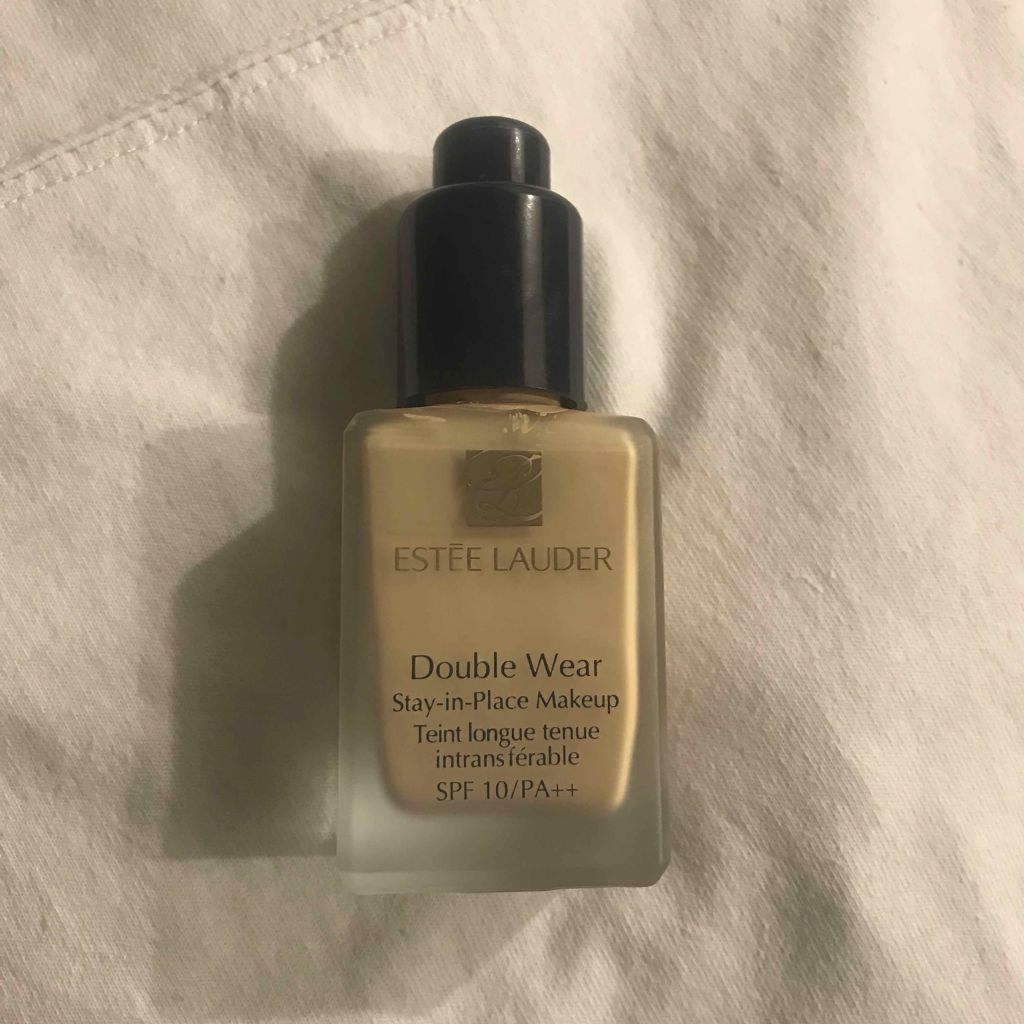 ESTĒE LAUDER
Double Wear
Stay-in-Place Makeup
Teint longue tenue
intransférable
SPF 10/PA++